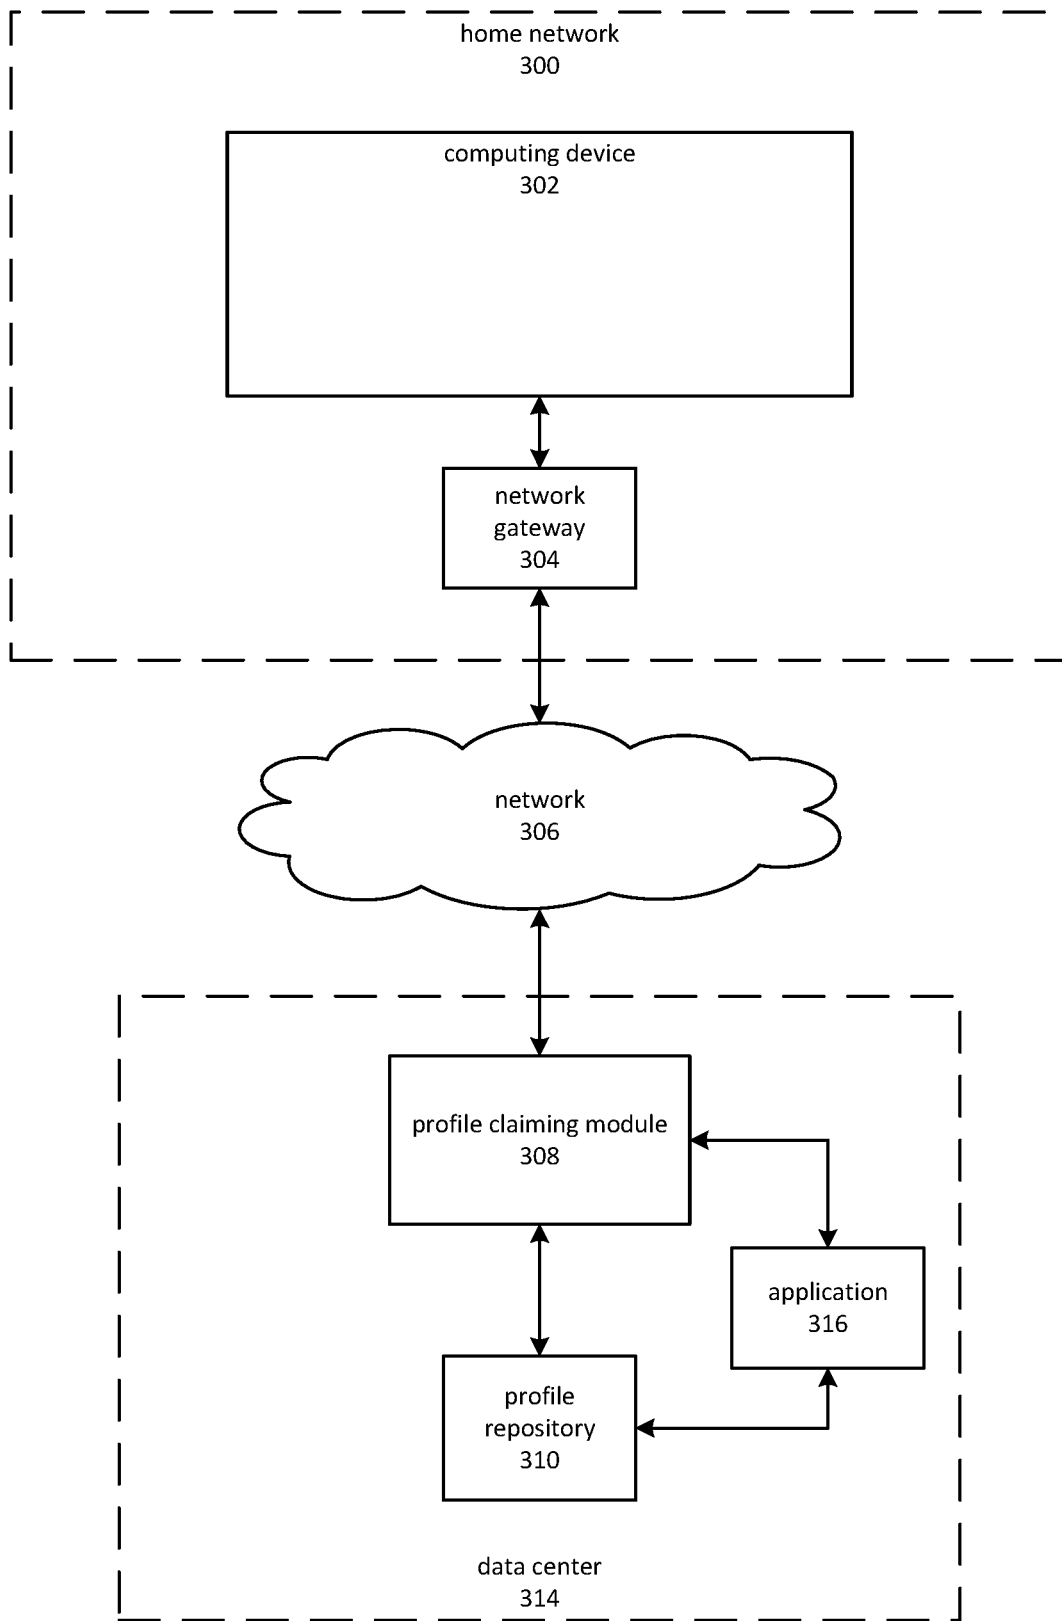 home network
300
computing device
302
network
gateway
304
network
306
profile claiming module
308
application
316
profile
repository
310
data center
314